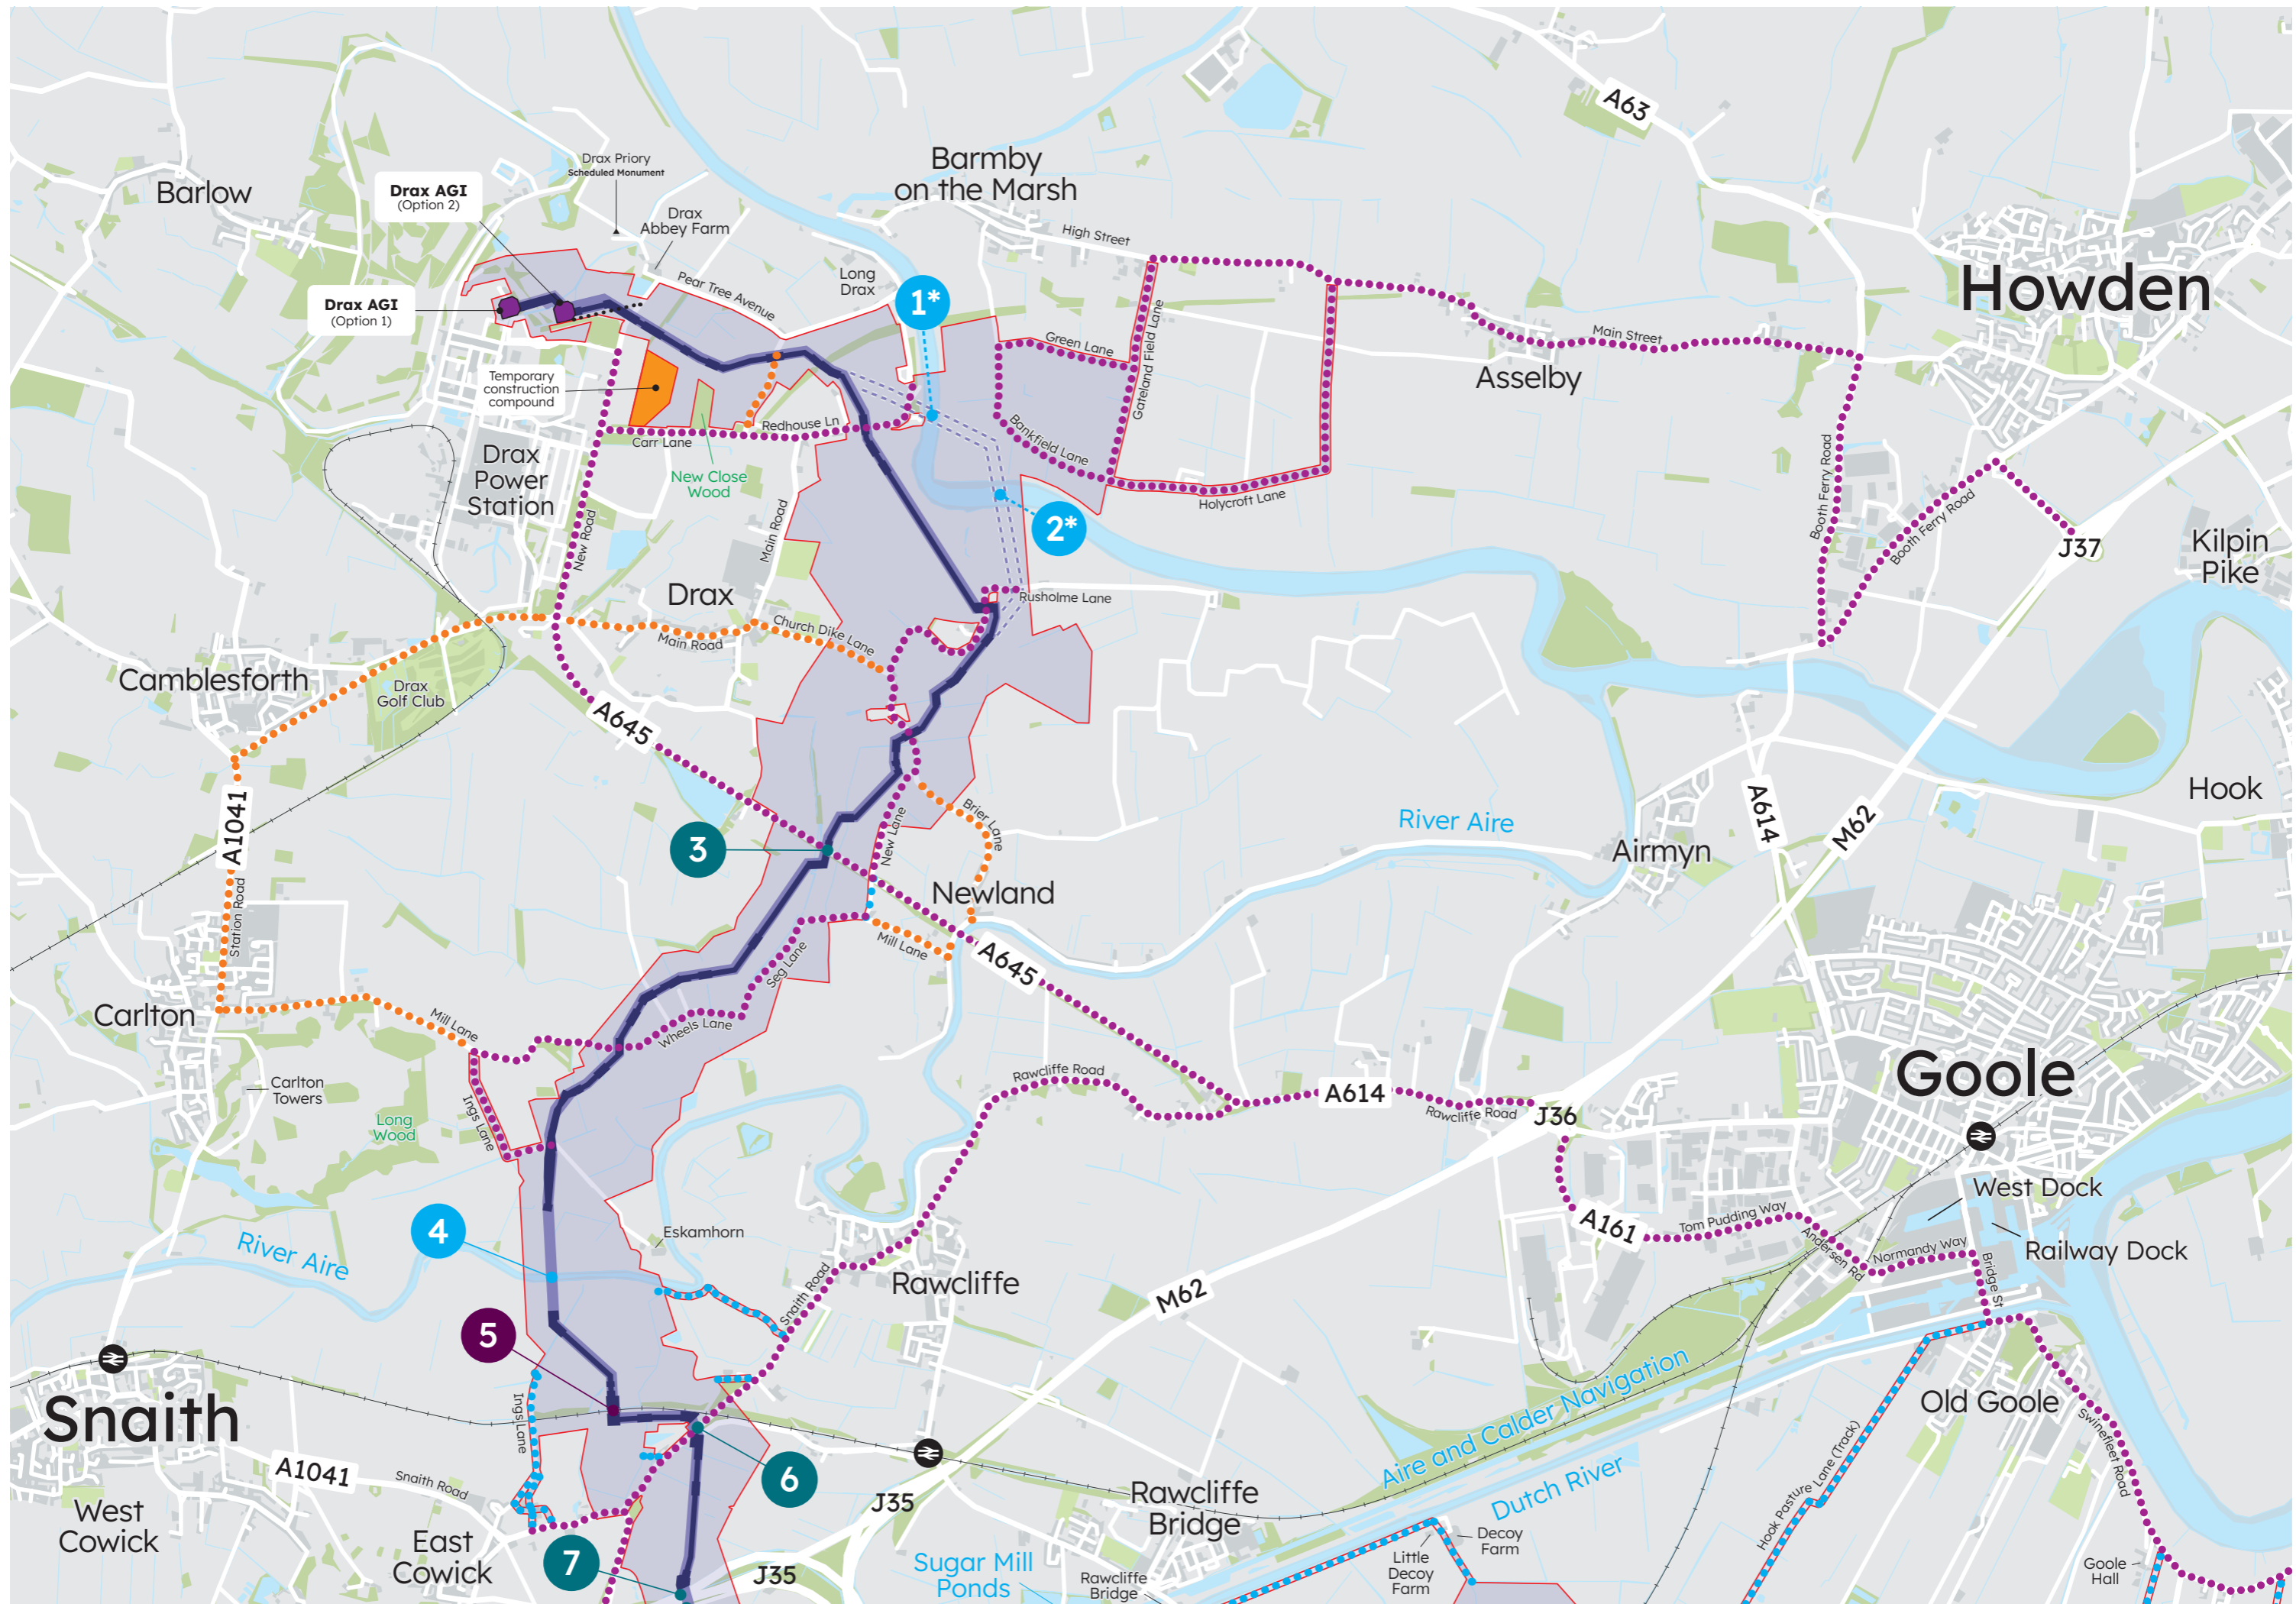 A63
Barmby
on the Marsh
Drax Priory
Scheduled Monument
Barlow
Drax AGI
(Option 2)
Drax
Abbey Farm
High Street
Long
Drax
Pear Tree Avenue
Howden
Drax AGI
(Option 1)
1*
Green Lane
Gateland Field Lane
Main Street
Asselby
Temporary
construction
compound
Redhouse Ln
Carr Lane
Bankfield Lane
Drax
Power
Station
New Close
Wood
Holycroft Lane
Booth Ferry Road
Booth Ferry Road
New Road
Main Road
2*
J37
Kilpin
Pike
Drax
Rusholme Lane
Church Dike Lane
Main Road
Camblesforth
Drax
Golf Club
A645
A1041
Hook
A614
M62
Brier Lane
New Lane
River Aire
3
Airmyn
Newland
Station Road
Mill Lane
Seg Lane
A645
Carlton
Mill Lane
Wheels Lane
Rawcliffe Road
Goole
Carlton
Towers
Ings Lane
Long
Wood
A614
Rawcliffe Road
J36
West Dock
4
Eskamhorn
River Aire
A161
Tom Pudding Way
Andersen Rd
Normandy Way
Bridge St
Railway Dock
Snaith Road
Rawcliffe
M62
5
Aire and Calder Navigation
Old Goole
Snaith
Ings Lane
Swinefleet Road
Hook Pasture Lane (Track)
A1041
Snaith Road
6
Dutch River
West
Cowick
J35
Rawcliffe
Bridge
East
Cowick
Decoy
Farm
7
J35
Sugar Mill
Ponds
Little
Decoy
Farm
Rawcliffe
Bridge
Goole
Hall